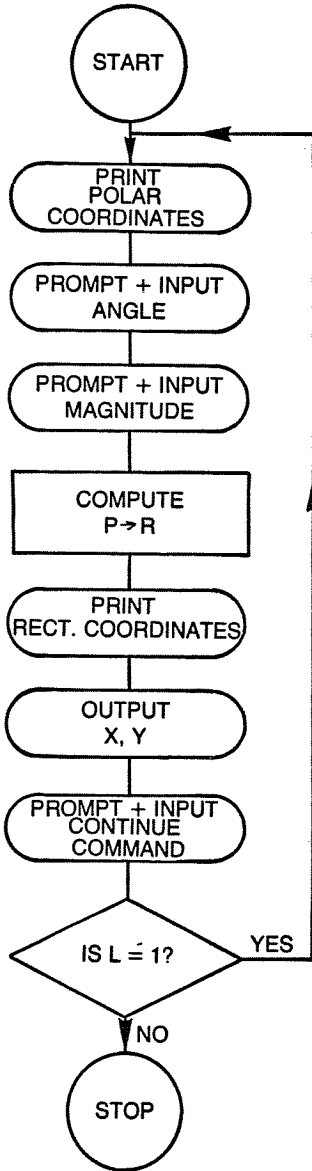 START
PRINT
POLAR
COORDINATES
PROMPT + INPUT
ANGLE
PROMPT + INPUT
MAGNITUDE
COMPUTE
P→R
PRINT
RECT. COORDINATES
OUTPUT
X, Y
PROMPT + INPUT
CONTINUE
COMMAND
IS L = 1?
YES
NO
STOP